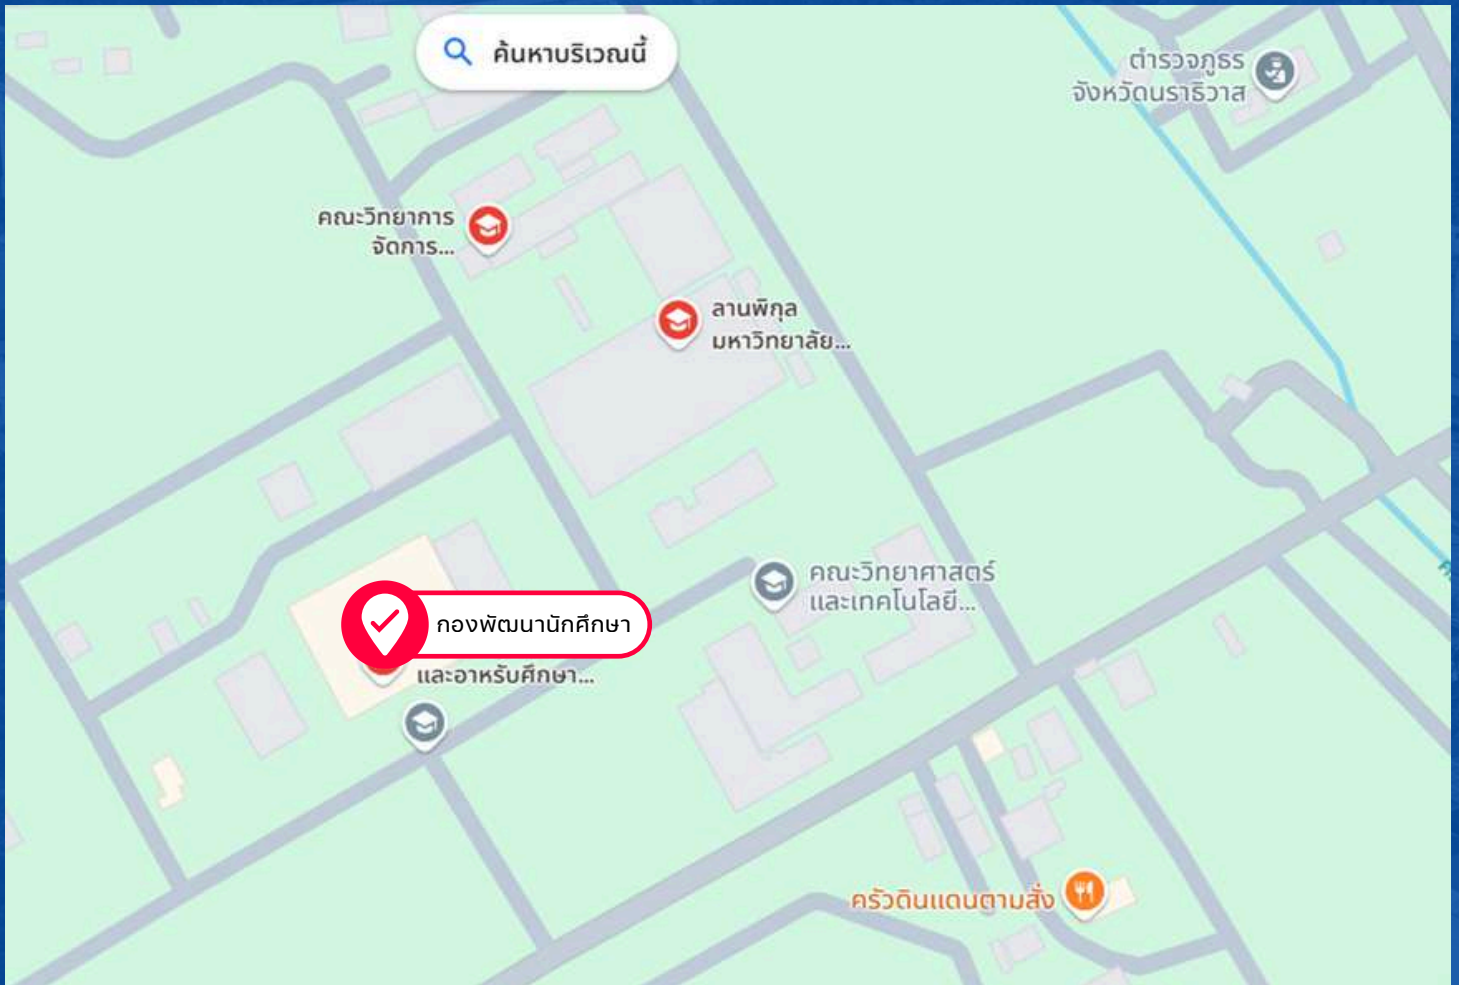 ค้นหาบริเวณนี้
ตำรวจภูธร
จังหวัดนราธิวาส
คณะวิทยาการ
จัดการ...
ลานพิกุล
มหาวิทยาลัย...
คณะวิทยาศาสตร์
และเทคโนโลยี...
กองพัฒนานักศึกษา
และอาหรับศึกษา...
ครัวดินแดนตามสั่ง